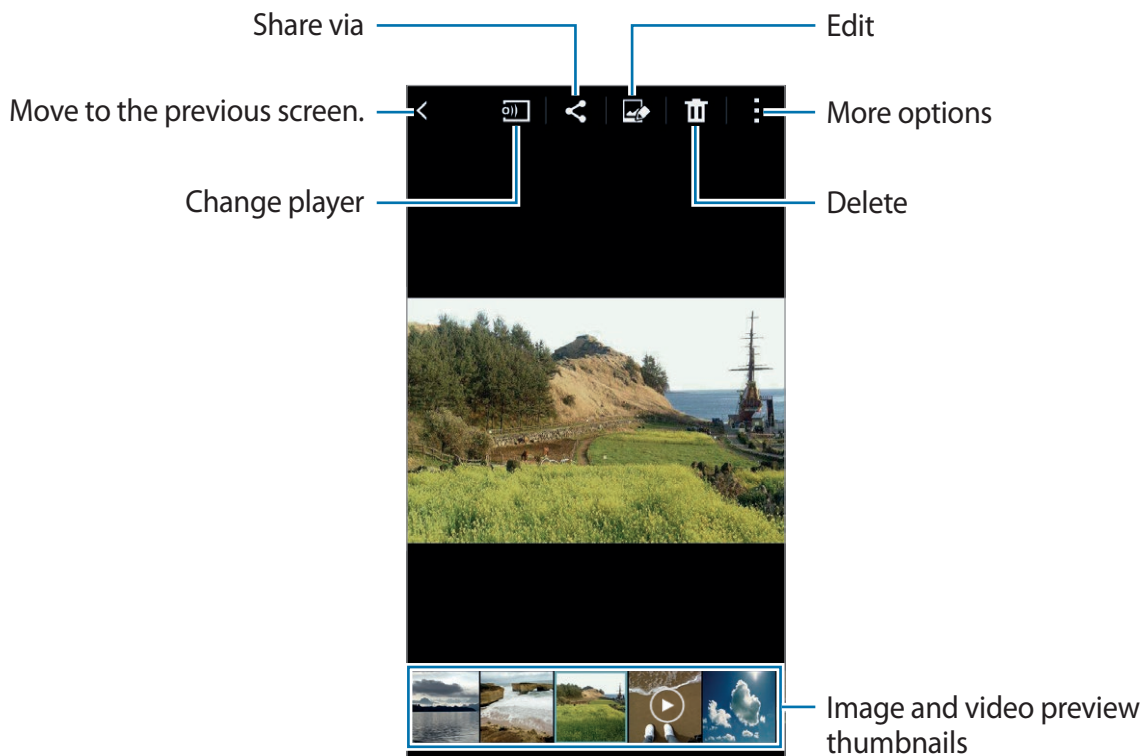 Share via
Edit
Move to the previous screen.
More options
Change player
Delete
Image and video preview
thumbnails